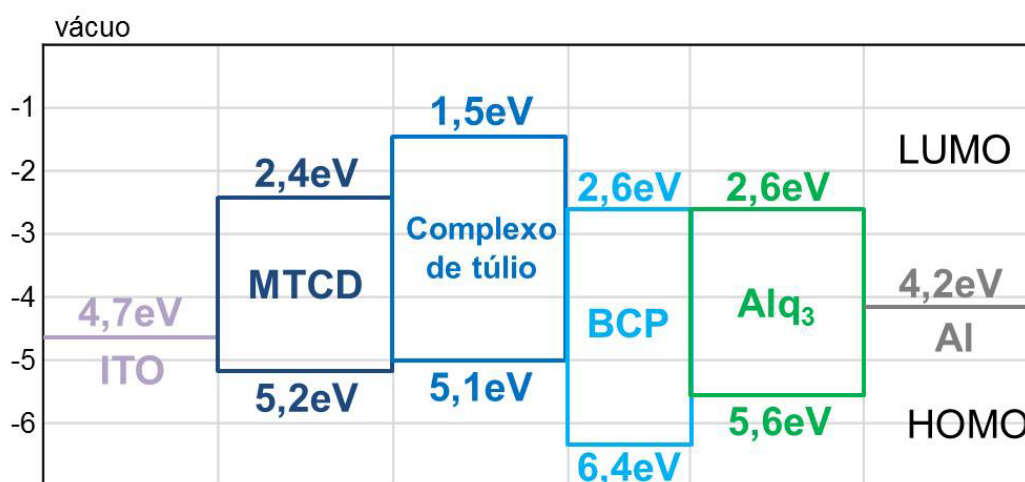 vácuo
-1
-2
-3
-4
-5
-6
4,7eV
ITO
2,4eV
MTCD
5,2eV
1,5eV
Complexo
de túlio
5,1eV
2,6eV
BCP
6,4eV
2,6eV
Alq₃
5,6eV
LUMO
4,2eV
Al
HOMO